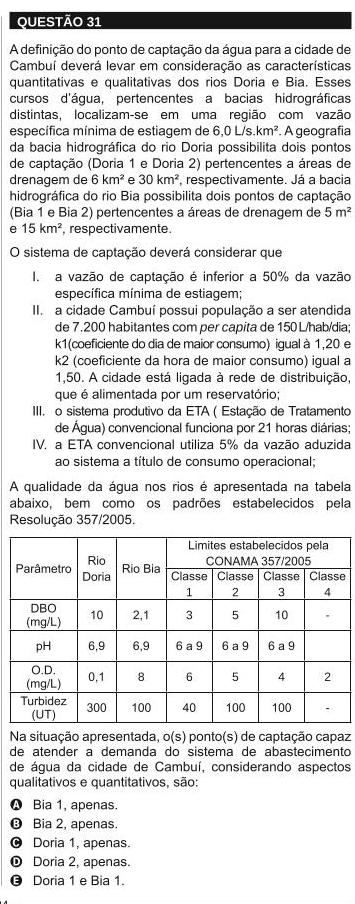 QUESTÃO 31
A definição do ponto de captação da água para a cidade de
Cambuí deverá levar em consideração as características
quantitativas e qualitativas dos rios Doria e Bia. Esses
cursos d'água, pertencentes a bacias hidrográficas
distintas, localizam-se em uma região com vazão
específica mínima de estiagem de 6,0 L/s.km². A geografia
da bacia hidrográfica do rio Doria possibilita dois pontos
de captação (Doria 1 e Doria 2) pertencentes a áreas de
drenagem de 6 km² e 30 km², respectivamente. Já a bacia
hidrográfica do rio Bia possibilita dois pontos de captação
(Bia 1 e Bia 2) pertencentes a áreas de drenagem de 5 m²
e 15 km², respectivamente.
O sistema de captação deverá considerar que
I. a vazão de captação é inferior a 50% da vazão
específica mínima de estiagem;
II. a cidade Cambuí possui população a ser atendida
de 7.200 habitantes com per capita de 150 L/hab/dia;
k1(coeficiente do dia de maior consumo) igual à 1,20 e
k2 (coeficiente da hora de maior consumo) igual a
1,50. A cidade está ligada à rede de distribuição,
que é alimentada por um reservatório;
III. o sistema produtivo da ETA ( Estação de Tratamento
de Água) convencional funciona por 21 horas diárias;
IV. a ETA convencional utiliza 5% da vazão aduzida
ao sistema a título de consumo operacional;
A qualidade da água nos rios é apresentada na tabela
abaixo, bem como os padrões estabelecidos pela
Resolução 357/2005.
Parâmetro Rio Doria Rio Bia Limites estabelecidos pela CONAMA 357/2005
Classe 1 Classe 2 Classe 3 Classe 4
DBO (mg/L) 10 2,1 3 5 10 -
pH 6,9 6,9 6 a 9 6 a 9 6 a 9
O.D. (mg/L) 0,1 8 6 5 4 2
Turbidez (UT) 300 100 40 100 100 -
Na situação apresentada, o(s) ponto(s) de captação capaz
de atender a demanda do sistema de abastecimento
de água da cidade de Cambuí, considerando aspectos
qualitativos e quantitativos, são:
A Bia 1, apenas.
B Bia 2, apenas.
C Doria 1, apenas.
D Doria 2, apenas.
E Doria 1 e Bia 1.